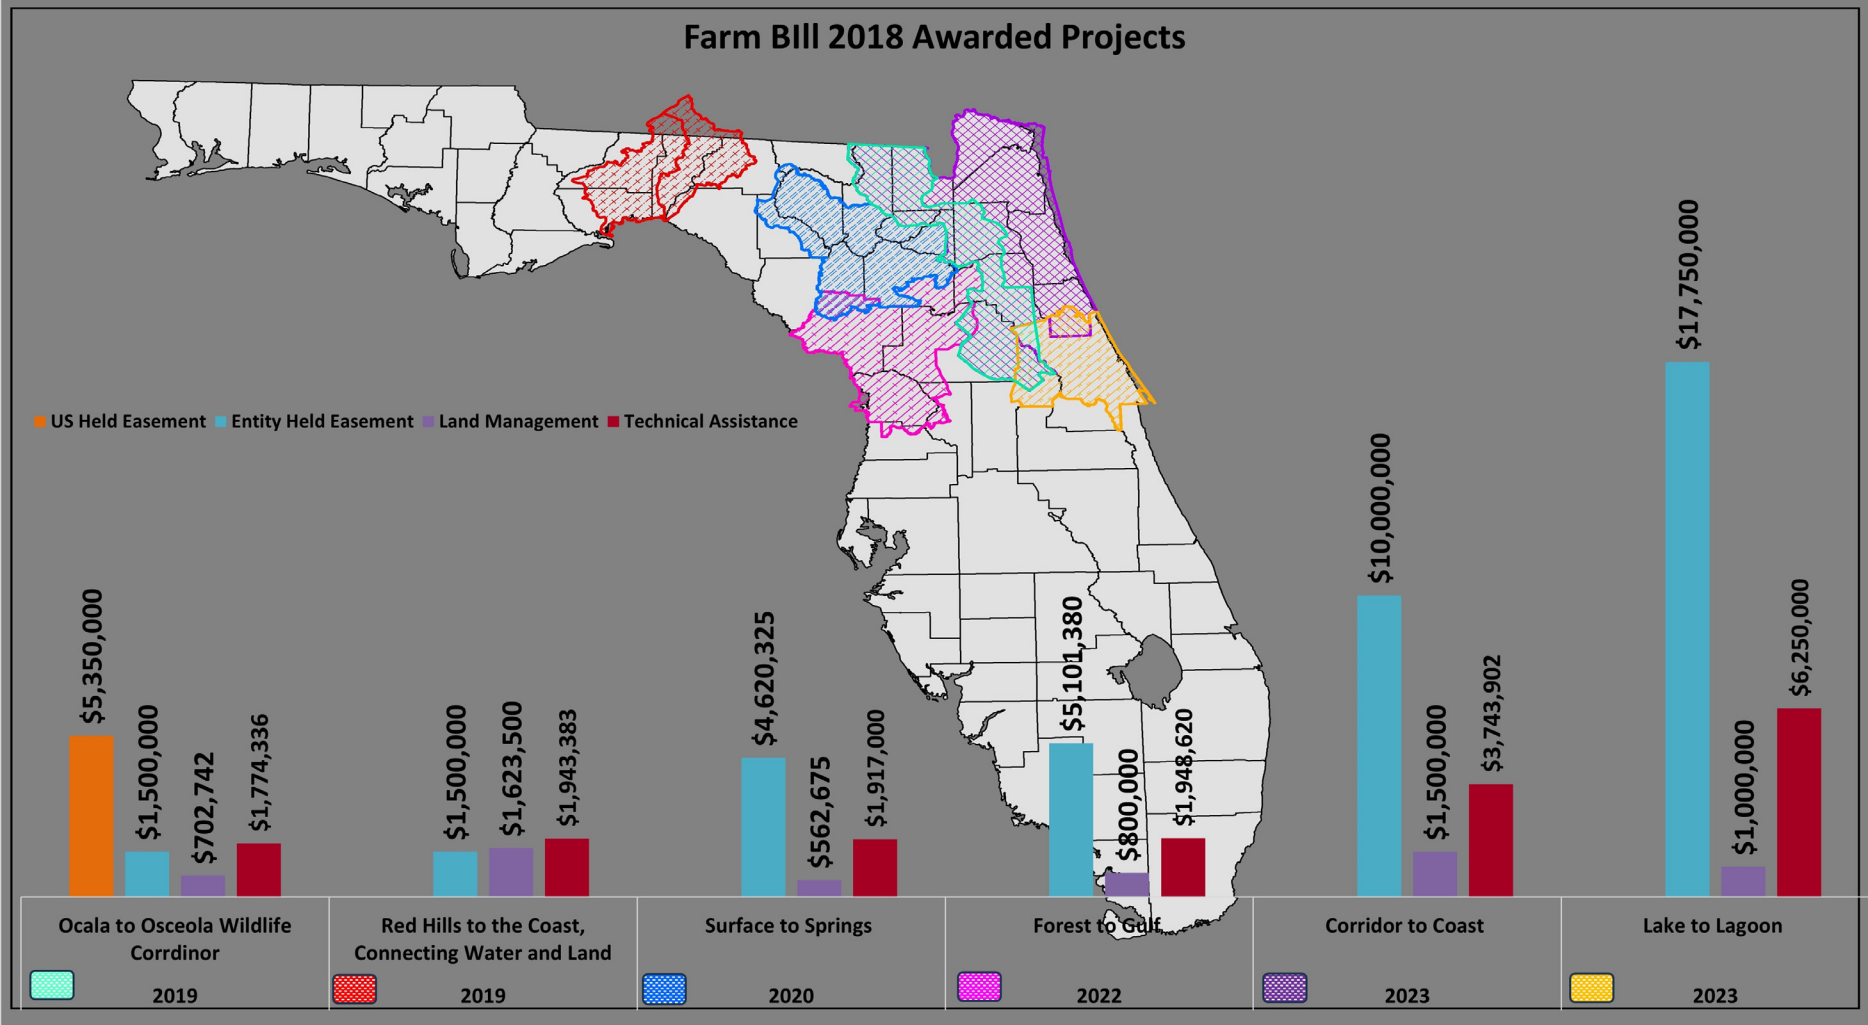 Farm BIll 2018 Awarded Projects
US Held Easement Entity Held Easement Land Management Technical Assistance
$5,350,000
$1,500,000
$702,742
$1,774,336
$1,500,000
$1,623,500
$1,943,383
$4,620,325
$562,675
$1,917,000
$5,101,380
$800,000
$1,948,620
$10,000,000
$1,500,000
$3,743,902
$17,750,000
$1,000,000
$6,250,000
Ocala to Osceola Wildlife
Corrdinor
2019
Red Hills to the Coast,
Connecting Water and Land
2019
Surface to Springs
2020
Forest to Gulf
2022
Corridor to Coast
2023
Lake to Lagoon
2023